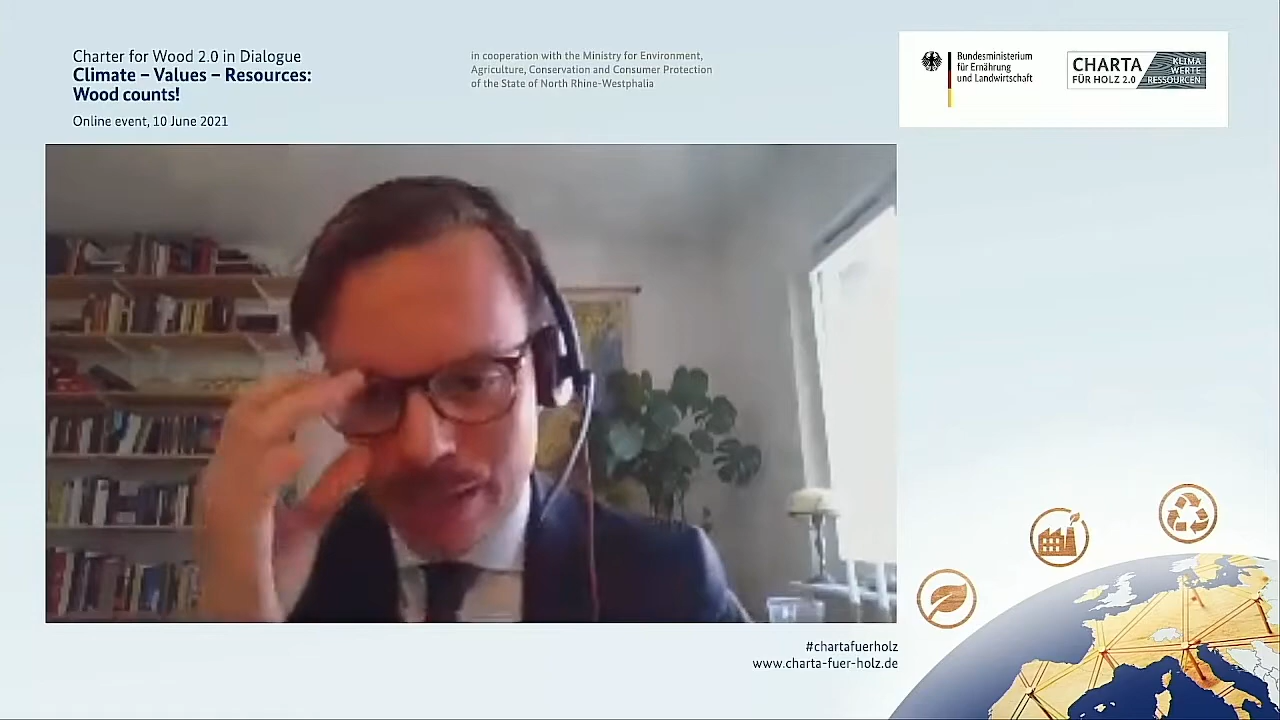 Charter for Wood 2.0 in Dialogue
Climate – Values – Resources:
Wood counts!
Online event, 10 June 2021
in cooperation with the Ministry for Environment,
Agriculture, Conservation and Consumer Protection
of the State of North Rhine-Westphalia
Bundesministerium
für Ernährung
und Landwirtschaft
CHARTA
FÜR HOLZ 2.0
KLIMA
WERTE
RESSOURCEN
#chartafuerholz
www.charta-fuer-holz.de